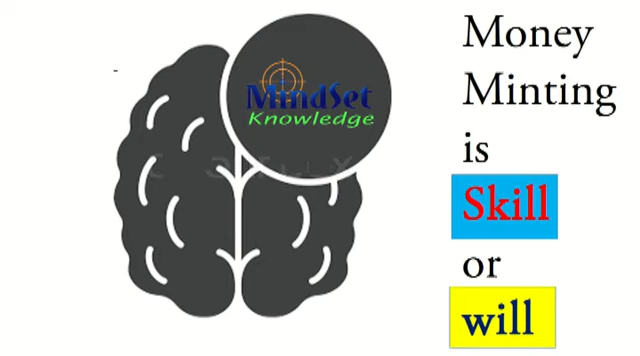 MindSet
Knowledge
Money
Minting
is
Skill
or
will